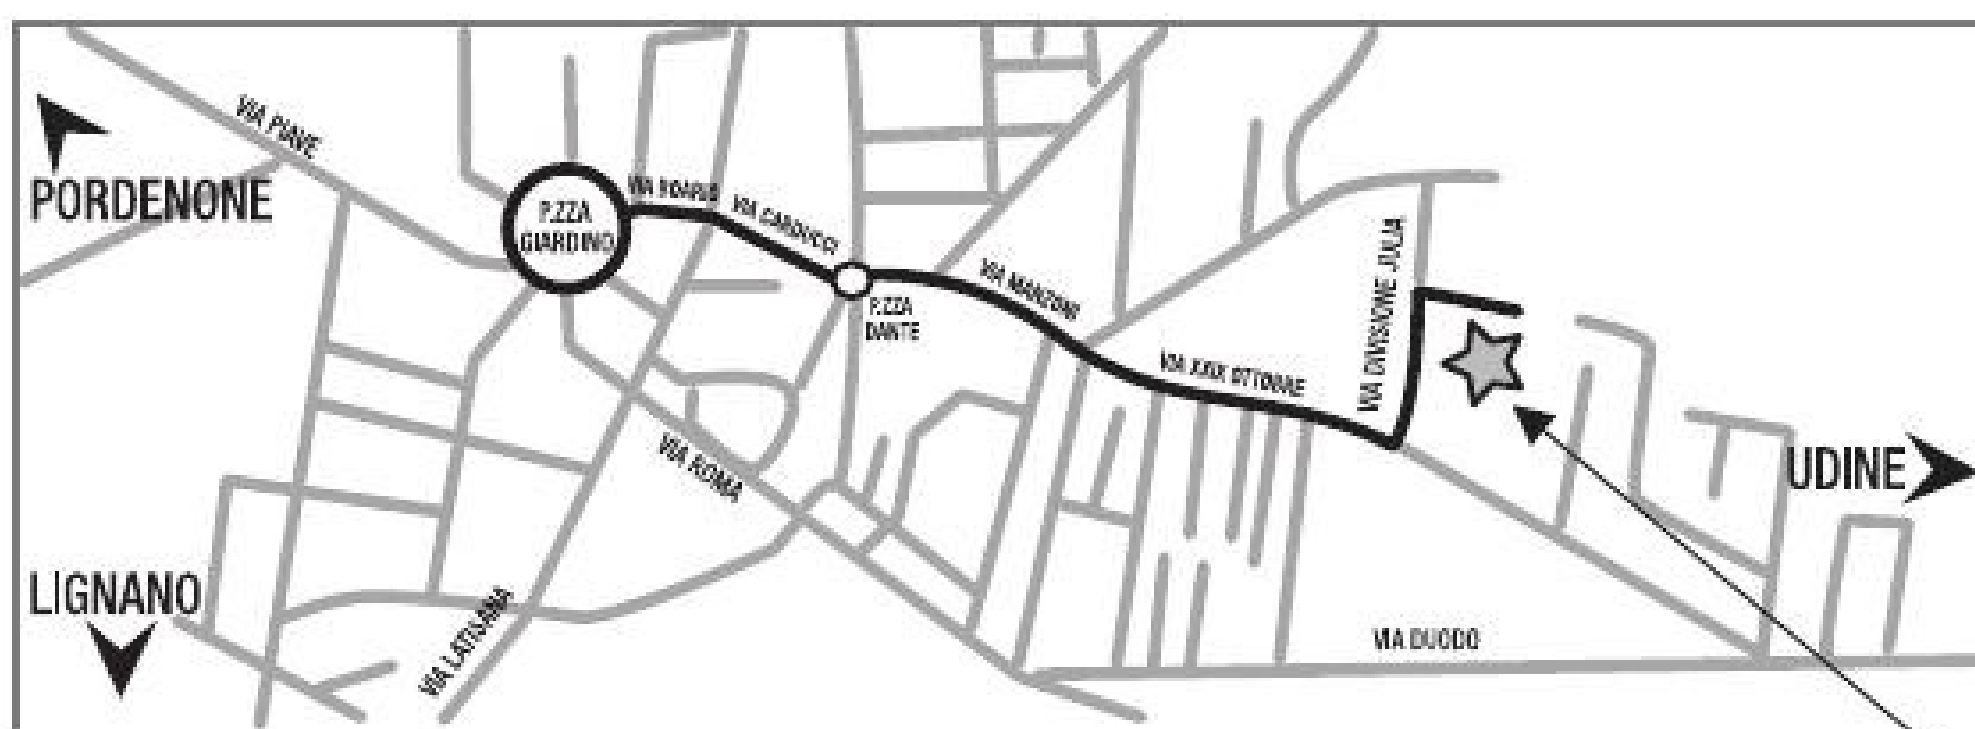 VIA PIAVE
PORDENONE
P.ZZA
GIARDINO
VIA
VIA CARDUCCI
P.ZZA
DANTE
VIA MANZONI
VIA XXIX OTTOBRE
VIA DIVISIONE JULIA
UDINE
VIA ROMA
LIGNANO
VIA LATISANA
VIA DUODO